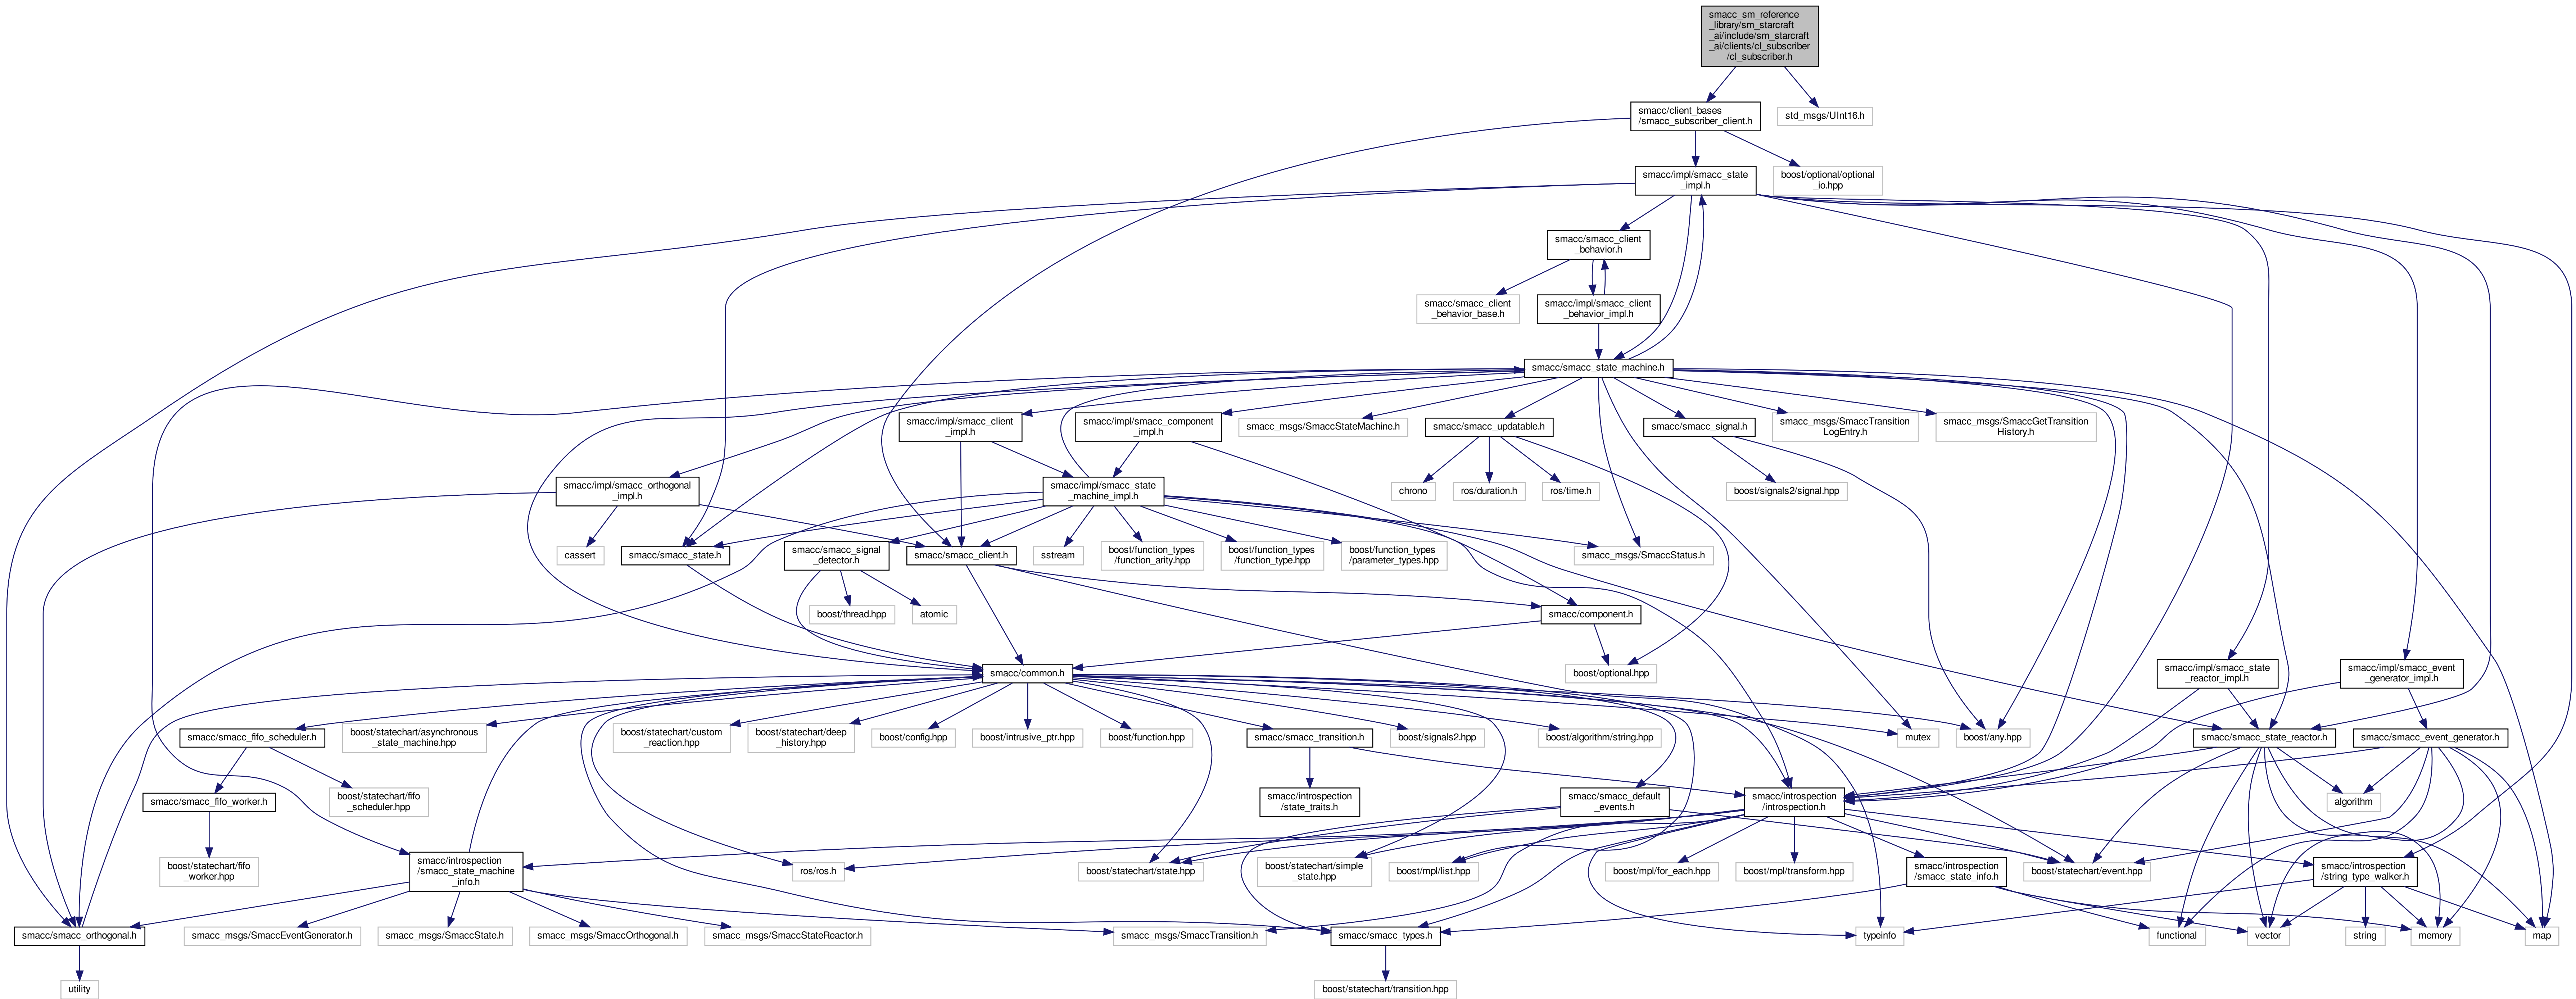 smacc_sm_reference
_library/sm_starcraft
_ai/include/sm_starcraft
_ai/clients/cl_subscriber
/cl_subscriber.h
smacc/client_bases
/smacc_subscriber_client.h
std_msgs/UInt16.h
smacc/impl/smacc_state
_impl.h
boost/optional/optional
_io.hpp
smacc/smacc_client
_behavior.h
smacc/smacc_client
_behavior_base.h
smacc/impl/smacc_client
_behavior_impl.h
smacc/smacc_state_machine.h
smacc/impl/smacc_client
_impl.h
smacc/impl/smacc_component
_impl.h
smacc_msgs/SmaccStateMachine.h
smacc/smacc_updatable.h
smacc/smacc_signal.h
smacc_msgs/SmaccTransition
LogEntry.h
smacc_msgs/SmaccGetTransition
History.h
smacc/impl/smacc_orthogonal
_impl.h
smacc/impl/smacc_state
_machine_impl.h
chrono
ros/duration.h
ros/time.h
boost/signals2/signal.hpp
cassert
smacc/smacc_state.h
smacc/smacc_signal
_detector.h
smacc/smacc_client.h
sstream
boost/function_types
/function_arity.hpp
boost/function_types
/function_type.hpp
boost/function_types
/parameter_types.hpp
smacc_msgs/SmaccStatus.h
boost/thread.hpp
atomic
smacc/component.h
smacc/common.h
boost/optional.hpp
smacc/impl/smacc_state
_reactor_impl.h
smacc/impl/smacc_event
_generator_impl.h
smacc/smacc_fifo_scheduler.h
boost/statechart/asynchronous
_state_machine.hpp
boost/statechart/custom
_reaction.hpp
boost/statechart/deep
_history.hpp
boost/config.hpp
boost/intrusive_ptr.hpp
boost/function.hpp
smacc/smacc_transition.h
boost/signals2.hpp
boost/algorithm/string.hpp
mutex
boost/any.hpp
smacc/smacc_state_reactor.h
smacc/smacc_event_generator.h
smacc/smacc_fifo_worker.h
boost/statechart/fifo
_scheduler.hpp
smacc/introspection
/state_traits.h
smacc/smacc_default
_events.h
smacc/introspection
/introspection.h
algorithm
boost/statechart/fifo
_worker.hpp
smacc/introspection
/smacc_state_machine
_info.h
ros/ros.h
boost/statechart/state.hpp
boost/statechart/simple
_state.hpp
boost/mpl/list.hpp
boost/mpl/for_each.hpp
boost/mpl/transform.hpp
smacc/introspection
/smacc_state_info.h
boost/statechart/event.hpp
smacc/introspection
/string_type_walker.h
smacc/smacc_orthogonal.h
smacc_msgs/SmaccEventGenerator.h
smacc_msgs/SmaccState.h
smacc_msgs/SmaccOrthogonal.h
smacc_msgs/SmaccStateReactor.h
smacc_msgs/SmaccTransition.h
smacc/smacc_types.h
typeinfo
functional
vector
string
memory
map
utility
boost/statechart/transition.hpp